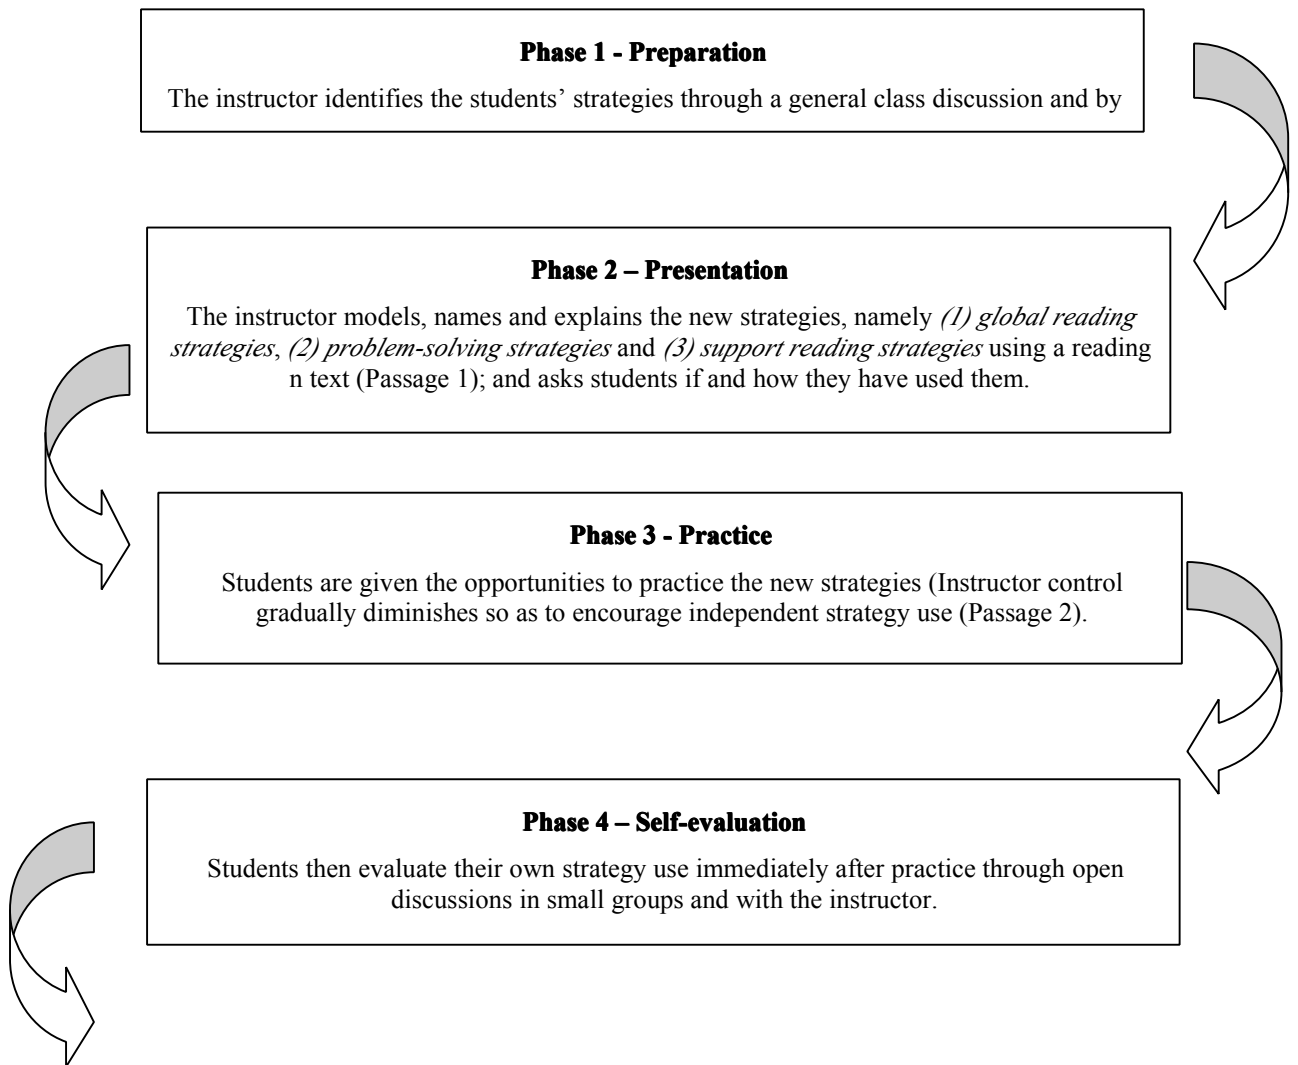 Phase 1 - Preparation
The instructor identifies the students’ strategies through a general class discussion and by
Phase 2 – Presentation
The instructor models, names and explains the new strategies, namely (1) global reading
strategies, (2) problem-solving strategies and (3) support reading strategies using a reading
n text (Passage 1); and asks students if and how they have used them.
Phase 3 - Practice
Students are given the opportunities to practice the new strategies (Instructor control
gradually diminishes so as to encourage independent strategy use (Passage 2).
Phase 4 – Self-evaluation
Students then evaluate their own strategy use immediately after practice through open
discussions in small groups and with the instructor.